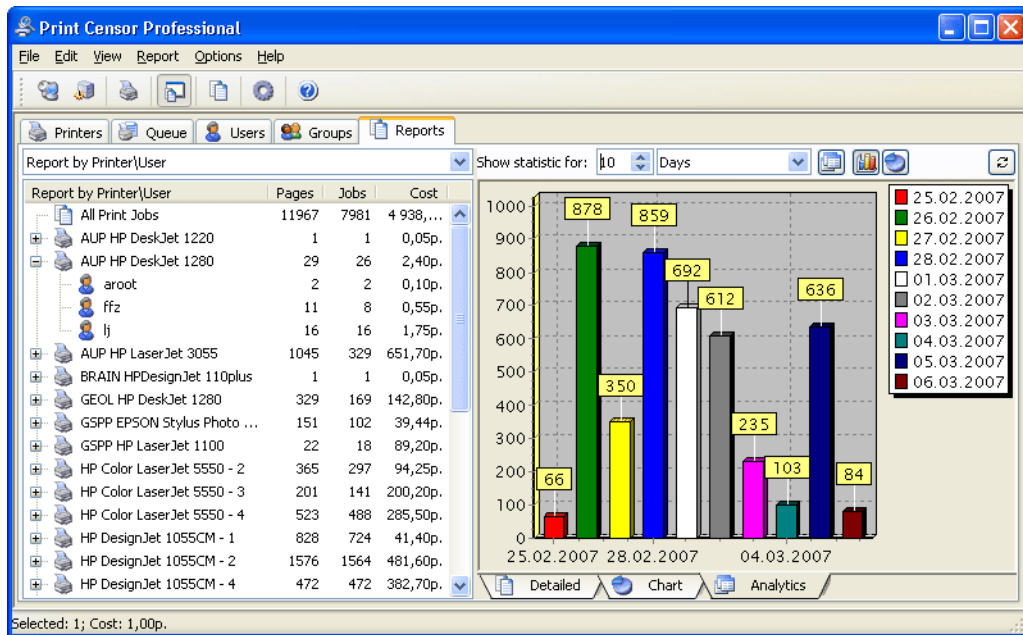 Print Censor Professional
File Edit View Report Options Help
Printers Queue Users Groups Reports
Report by Printer\User Show statistic for: 10 Days
Report by Printer\User Pages Jobs Cost
All Print Jobs 11967 7981 4 938,...
AUP HP DeskJet 1220 1 1 0,05p.
AUP HP DeskJet 1280 29 26 2,40p.
aroot 2 2 0,10p.
ffz 11 8 0,55p.
lj 16 16 1,75p.
AUP HP LaserJet 3055 1045 329 651,70p.
BRAIN HPDesignJet 110plus 1 1 0,05p.
GEOL HP DeskJet 1280 329 169 142,80p.
GSPP EPSON Stylus Photo ... 151 102 39,44p.
GSPP HP LaserJet 1100 22 18 89,20p.
HP Color LaserJet 5550 - 2 365 297 94,25p.
HP Color LaserJet 5550 - 3 201 141 200,20p.
HP Color LaserJet 5550 - 4 523 488 285,50p.
HP DesignJet 1055CM - 1 828 724 41,40p.
HP DesignJet 1055CM - 2 1576 1564 481,60p.
HP DesignJet 1055CM - 4 472 472 382,70p.
1000
900
800
700
600
500
400
300
200
100
0
66
878
350
859
692
612
235
103
636
84
25.02.2007 28.02.2007 04.03.2007
25.02.2007
26.02.2007
27.02.2007
28.02.2007
01.03.2007
02.03.2007
03.03.2007
04.03.2007
05.03.2007
06.03.2007
Detailed Chart Analytics
Selected: 1; Cost: 1,00p.